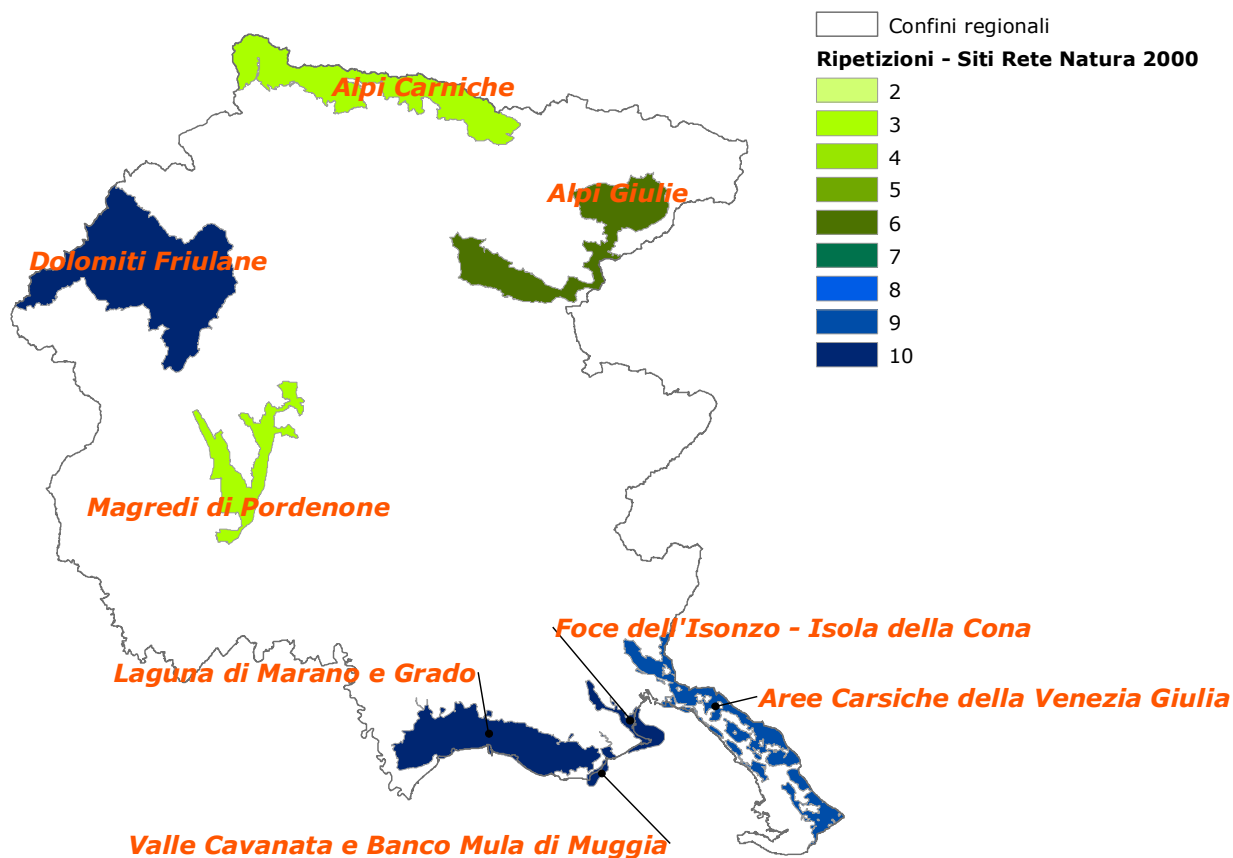 Confini regionali
Ripetizioni - Siti Rete Natura 2000
2
3
4
5
6
7
8
9
10
Alpi Carniche
Alpi Giulie
Dolomiti Friulane
Magredi di Pordenone
Foce dell'Isonzo - Isola della Cona
Laguna di Marano e Grado
Aree Carsiche della Venezia Giulia
Valle Cavanata e Banco Mula di Muggia